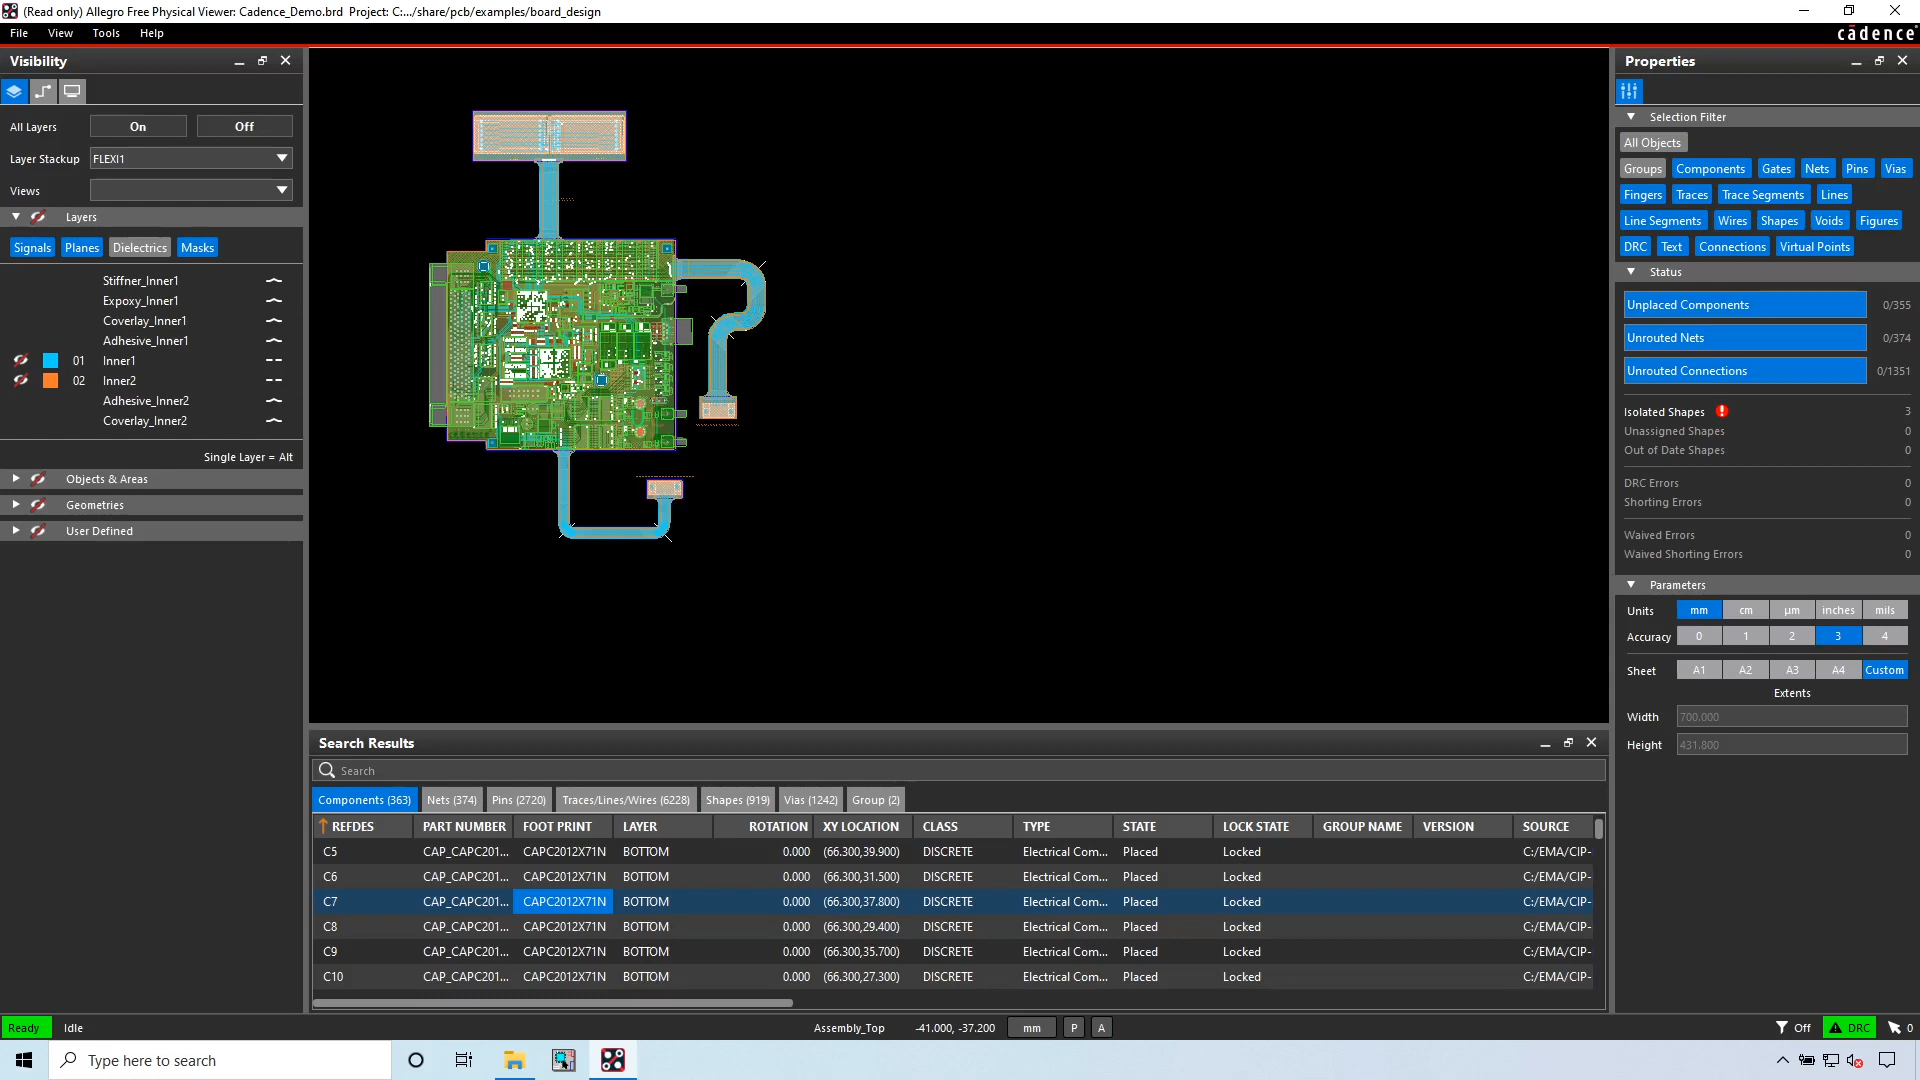 (Read only) Allegro Free Physical Viewer: Cadence_Demo.brd Project: C:.../share/pcb/examples/board_design
File View Tools Help
cādence
Visibility
All Layers On Off
Layer Stackup FLEXI1
Views
Layers
Signals Planes Dielectrics Masks
Stiffner_Inner1
Expoxy_Inner1
Coverlay_Inner1
Adhesive_Inner1
01 Inner1
02 Inner2
Adhesive_Inner2
Coverlay_Inner2
Single Layer = Alt
Objects & Areas
Geometries
User Defined
Search Results
Search
Components (363) Nets (374) Pins (2720) Traces/Lines/Wires (6228) Shapes (919) Vias (1242) Group (2)
REFDES PART NUMBER FOOT PRINT LAYER ROTATION XY LOCATION CLASS TYPE STATE LOCK STATE GROUP NAME VERSION SOURCE
C5 CAP_CAPC201... CAPC2012X71N BOTTOM 0.000 (66.300,39.900) DISCRETE Electrical Com... Placed Locked C:/EMA/CIP-
C6 CAP_CAPC201... CAPC2012X71N BOTTOM 0.000 (66.300,31.500) DISCRETE Electrical Com... Placed Locked C:/EMA/CIP-
C7 CAP_CAPC201... CAPC2012X71N BOTTOM 0.000 (66.300,37.800) DISCRETE Electrical Com... Placed Locked C:/EMA/CIP-
C8 CAP_CAPC201... CAPC2012X71N BOTTOM 0.000 (66.300,29.400) DISCRETE Electrical Com... Placed Locked C:/EMA/CIP-
C9 CAP_CAPC201... CAPC2012X71N BOTTOM 0.000 (66.300,35.700) DISCRETE Electrical Com... Placed Locked C:/EMA/CIP-
C10 CAP_CAPC201... CAPC2012X71N BOTTOM 0.000 (66.300,27.300) DISCRETE Electrical Com... Placed Locked C:/EMA/CIP-
Properties
Selection Filter
All Objects
Groups Components Gates Nets Pins Vias
Fingers Traces Trace Segments Lines
Line Segments Wires Shapes Voids Figures
DRC Text Connections Virtual Points
Status
Unplaced Components 0/355
Unrouted Nets 0/374
Unrouted Connections 0/1351
Isolated Shapes 3
Unassigned Shapes 0
Out of Date Shapes 0
DRC Errors 0
Shorting Errors 0
Waived Errors 0
Waived Shorting Errors 0
Parameters
Units mm cm µm inches mils
Accuracy 0 1 2 3 4
Sheet A1 A2 A3 A4 Custom
Extents
Width 700.000
Height 431.800
Ready Idle Assembly_Top -41.000, -37.200 mm P A Off DRC 0
Type here to search